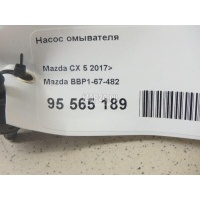 Насос омывателя
Mazda CX 5 2017>
Mazda BBP1-67-482
95 565 189